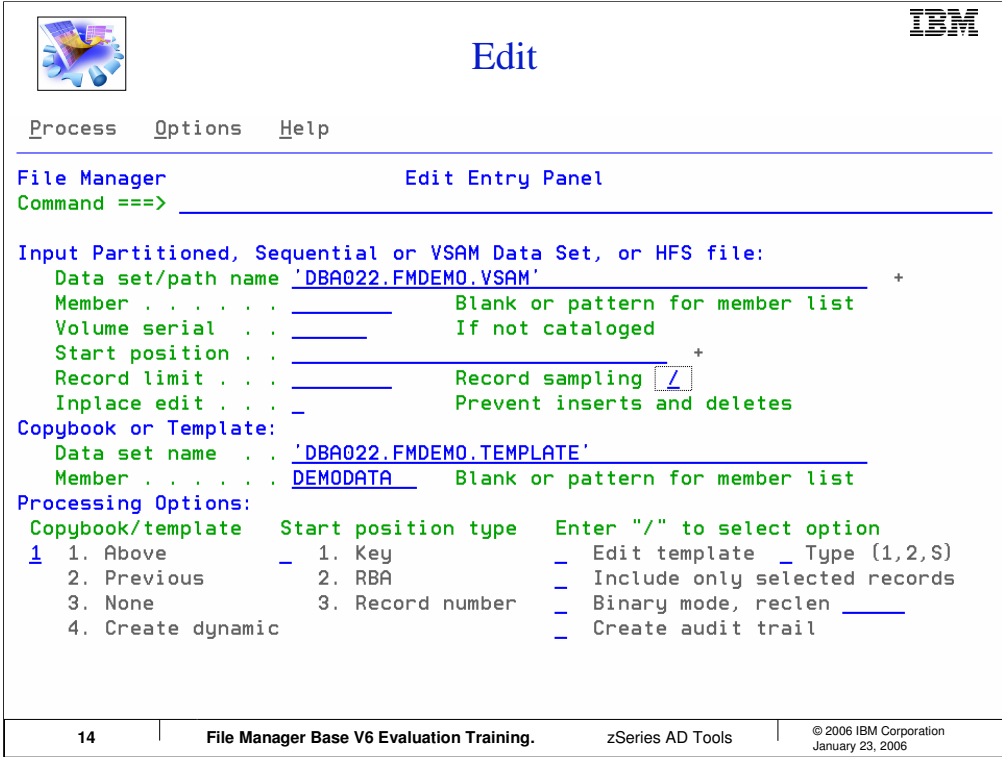 IBM
Edit
Process Options Help
File Manager Edit Entry Panel
Command ===> 
Input Partitioned, Sequential or VSAM Data Set, or HFS file:
Data set/path name 'DBA022.FMDEMO.VSAM' +
Member . . . . . . Blank or pattern for member list
Volume serial . . If not cataloged
Start position . . +
Record limit . . . Record sampling /
Inplace edit . . . Prevent inserts and deletes
Copybook or Template:
Data set name . . 'DBA022.FMDEMO.TEMPLATE'
Member . . . . . . DEMODATA Blank or pattern for member list
Processing Options:
Copybook/template Start position type Enter "/" to select option
1 1. Above 1. Key Edit template Type (1,2,S)
2. Previous 2. RBA Include only selected records
3. None 3. Record number Binary mode, reclen
4. Create dynamic Create audit trail
14 File Manager Base V6 Evaluation Training. zSeries AD Tools © 2006 IBM Corporation
January 23, 2006